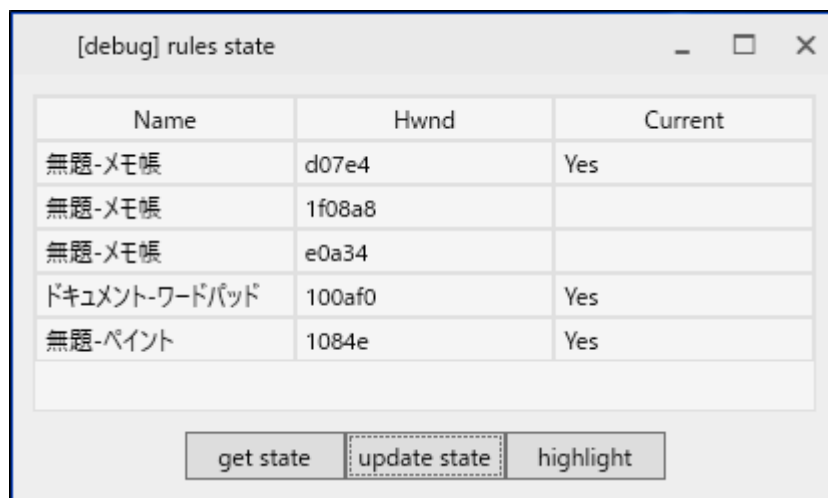 [debug] rules state
Name Hwnd Current
無題-メモ帳 d07e4 Yes
無題-メモ帳 1f08a8
無題-メモ帳 e0a34
ドキュメント-ワードパッド 100af0 Yes
無題-ペイント 1084e Yes
get state update state highlight